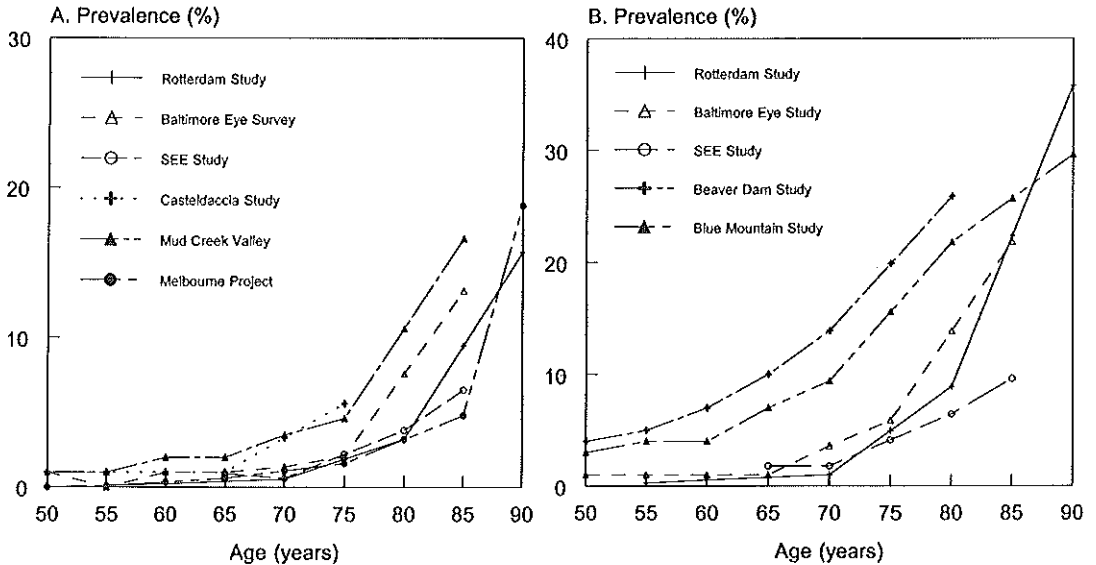 A. Prevalence (%)
30
20
10
0
Rotterdam Study
Baltimore Eye Survey
SEE Study
Casteldaccia Study
Mud Creek Valley
Melbourne Project
50 55 60 65 70 75 80 85 90
Age (years)
B. Prevalence (%)
40
30
20
10
0
Rotterdam Study
Baltimore Eye Study
SEE Study
Beaver Dam Study
Blue Mountain Study
50 55 60 65 70 75 80 85 90
Age (years)